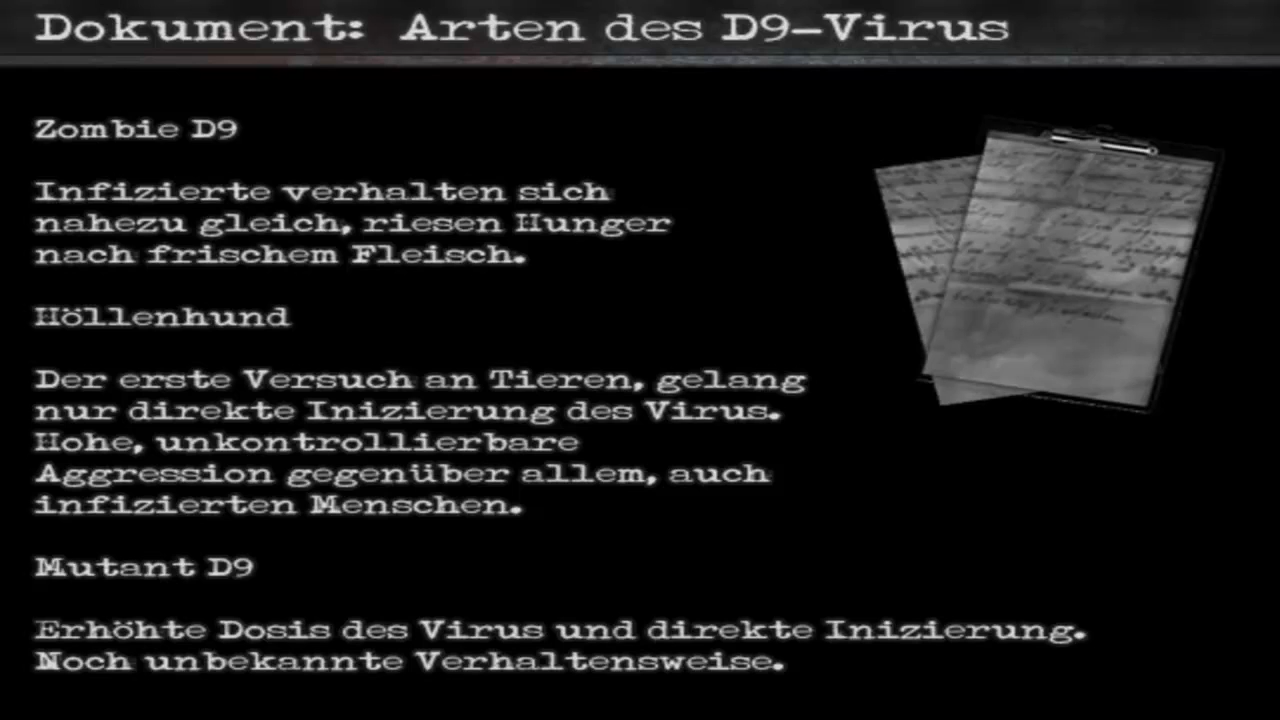 Dokument: Arten des D9-Virus
Zombie D9
Infizierte verhalten sich
nahezu gleich, riesen Hunger
nach frischem Fleisch.
Höllenhund
Der erste Versuch an Tieren, gelang
nur direkte Inizierung des Virus.
Hohe, unkontrollierbare
Aggression gegenüber allem, auch
infizierten Menschen.
Mutant D9
Erhöhte Dosis des Virus und direkte Inizierung.
Noch unbekannte Verhaltensweise.